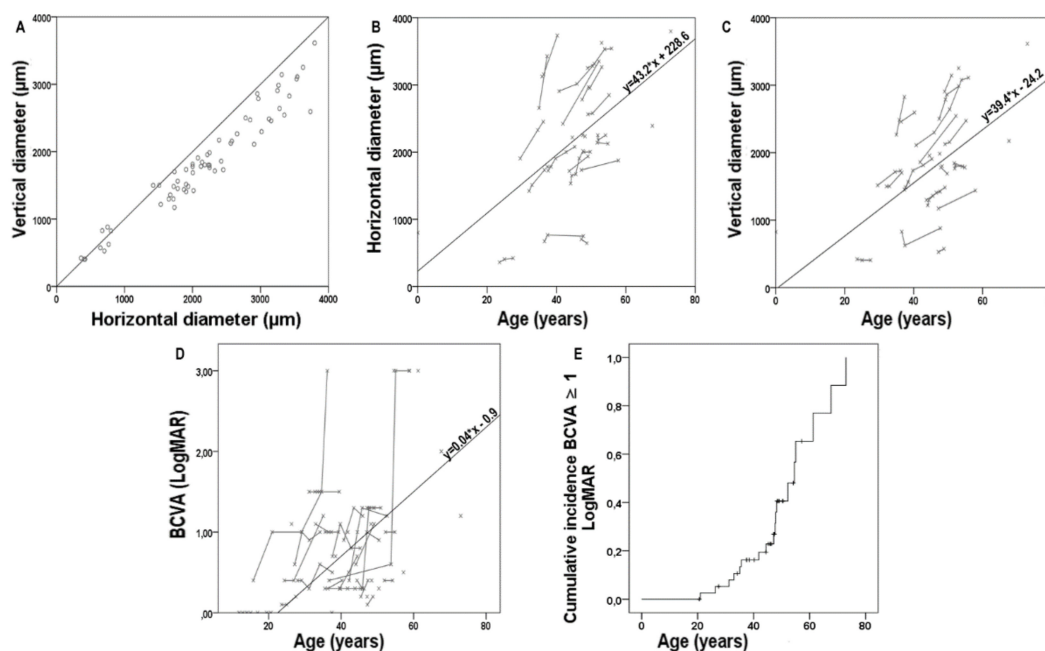 A
4000
3000
2000
1000
0
0
1000
2000
3000
4000
Vertical diameter (µm)
Horizontal diameter (µm)
B
4000
3000
2000
1000
0
0
20
40
60
80
Horizontal diameter (µm)
Age (years)
y=43.2*x + 228.6
C
4000
3000
2000
1000
0
0
20
40
60
Vertical diameter (µm)
Age (years)
y=39.4*x - 24.2
D
3,00
2,00
1,00
,00
0
20
40
60
80
BCVA (LogMAR)
Age (years)
y=0.04*x - 0.9
E
1,0
0,8
0,6
0,4
0,2
0,0
0
20
40
60
80
Cumulative incidence BCVA ≥ 1
LogMAR
Age (years)